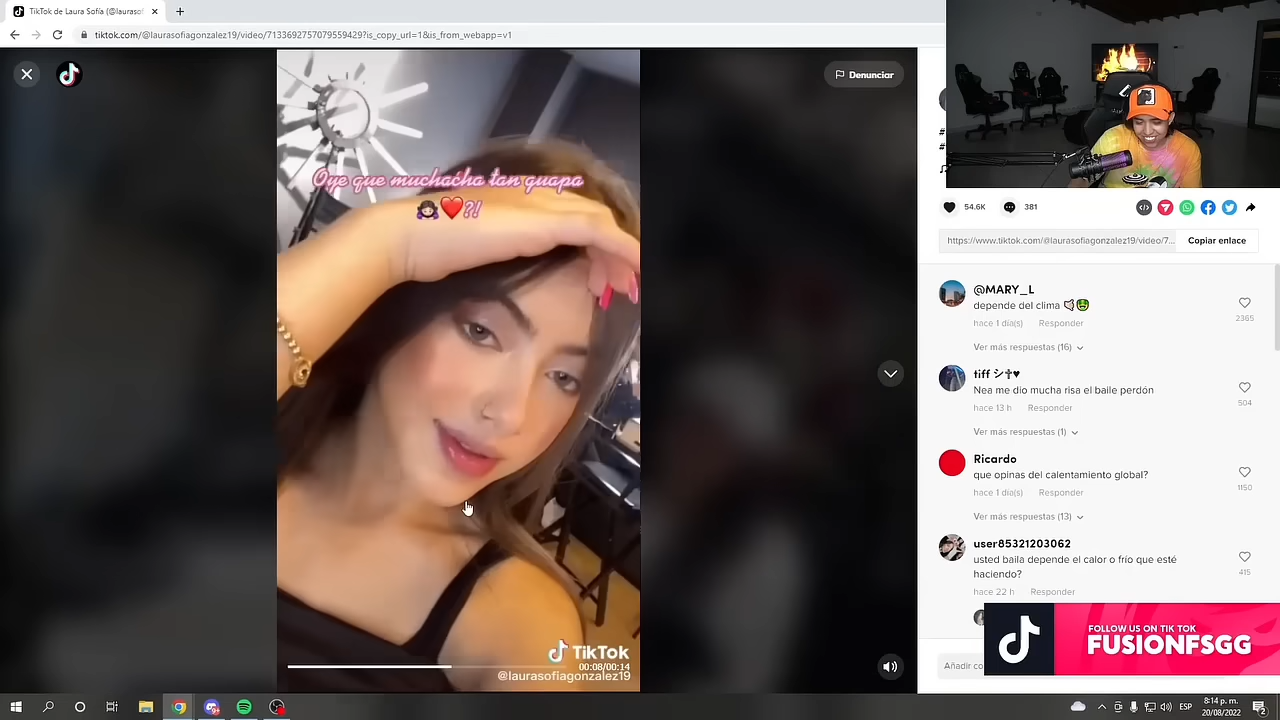 TikTok de Laura Sofía (@lauraso
tiktok.com/@laurasofiagonzalez19/video/7133692757079559429?is_copy_url=1&is_from_webapp=v1
Denunciar
Oye que muchacha tan guapa
?!
TikTok
00:08/00:14
@laurasofiagonzalez19
54.6K
381
https://www.tiktok.com/@laurasofiagonzalez19/video/7...
Copiar enlace
@MARY_L
depende del clima
hace 1 día(s) Responder
2365
Ver más respuestas (16)
tiff シ✝♥
Nea me dio mucha risa el baile perdón
hace 13 h Responder
504
Ver más respuestas (1)
Ricardo
que opinas del calentamiento global?
hace 1 día(s) Responder
1150
Ver más respuestas (13)
user85321203062
usted baila depende el calor o frío que esté
haciendo?
415
hace 22 h Responder
FOLLOW US ON TIK TOK
FUSIONFSGG
Añadir co
ESP
8:14 p. m.
20/08/2022
2